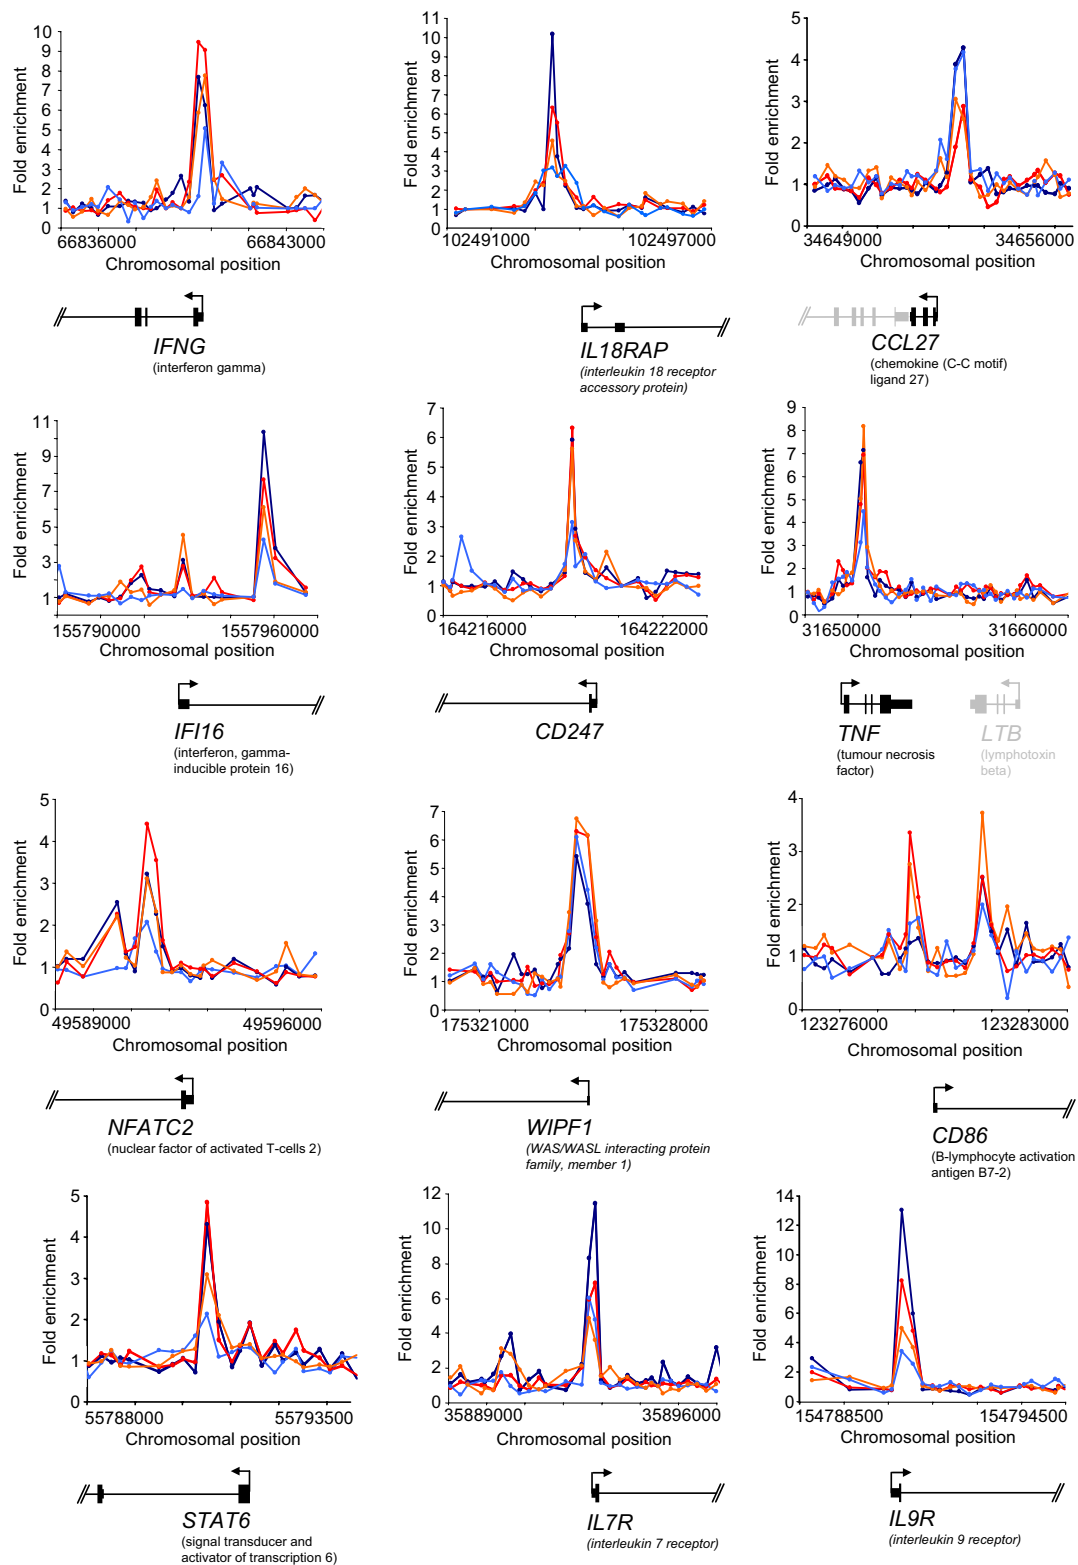 10
9
8
7
6
5
4
3
2
1
0
Fold enrichment
66836000 66843000
Chromosomal position
IFNG
(interferon gamma)
11
10
9
8
7
6
5
4
3
2
1
0
Fold enrichment
102491000 102497000
Chromosomal position
IL18RAP
(interleukin 18 receptor
accessory protein)
5
4
3
2
1
0
Fold enrichment
34649000 34656000
Chromosomal position
CCL27
(chemokine (C-C motif)
ligand 27)
11
9
7
5
3
1
Fold enrichment
155790000 1557960000
Chromosomal position
IFI16
(interferon, gamma-
inducible protein 16)
7
6
5
4
3
2
1
0
Fold enrichment
164216000 164222000
Chromosomal position
CD247
9
8
7
6
5
4
3
2
1
0
Fold enrichment
31650000 31660000
Chromosomal position
TNF
(tumour necrosis
factor)
LTB
(lymphotoxin
beta)
5
4
3
2
1
0
Fold enrichment
49589000 49596000
Chromosomal position
NFATC2
(nuclear factor of activated T-cells 2)
7
6
5
4
3
2
1
0
Fold enrichment
175321000 175328000
Chromosomal position
WIPF1
(WAS/WASL interacting protein
family, member 1)
4
3
2
1
0
Fold enrichment
123276000 123283000
Chromosomal position
CD86
(B-lymphocyte activation
antigen B7-2)
5
4
3
2
1
0
Fold enrichment
55788000 55793500
Chromosomal position
STAT6
(signal transducer and
activator of transcription 6)
12
10
8
6
4
2
0
Fold enrichment
35889000 35896000
Chromosomal position
IL7R
(interleukin 7 receptor)
14
12
10
8
6
4
2
0
Fold enrichment
154788500 154794500
Chromosomal position
IL9R
(interleukin 9 receptor)